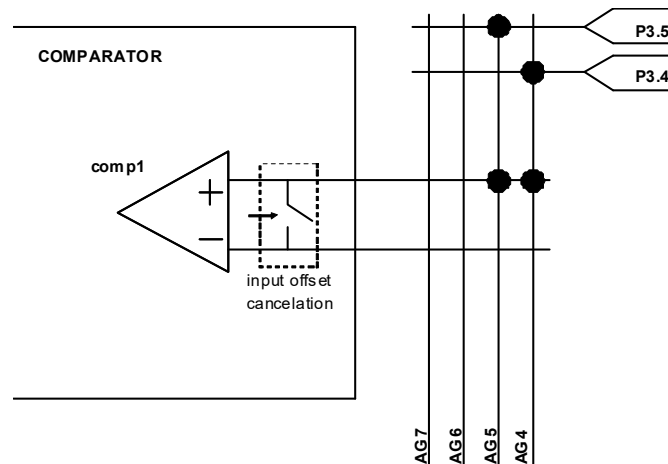 P3.5
COMPARATOR
P3.4
comp1
+
−
input offset
cancelation
AG7
AG6
AG5
AG4